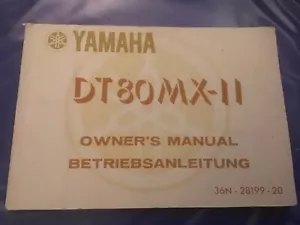 YAMAHA
DT80MX-II
OWNER'S MANUAL
BETRIEBSANLEITUNG
36N-28199-20